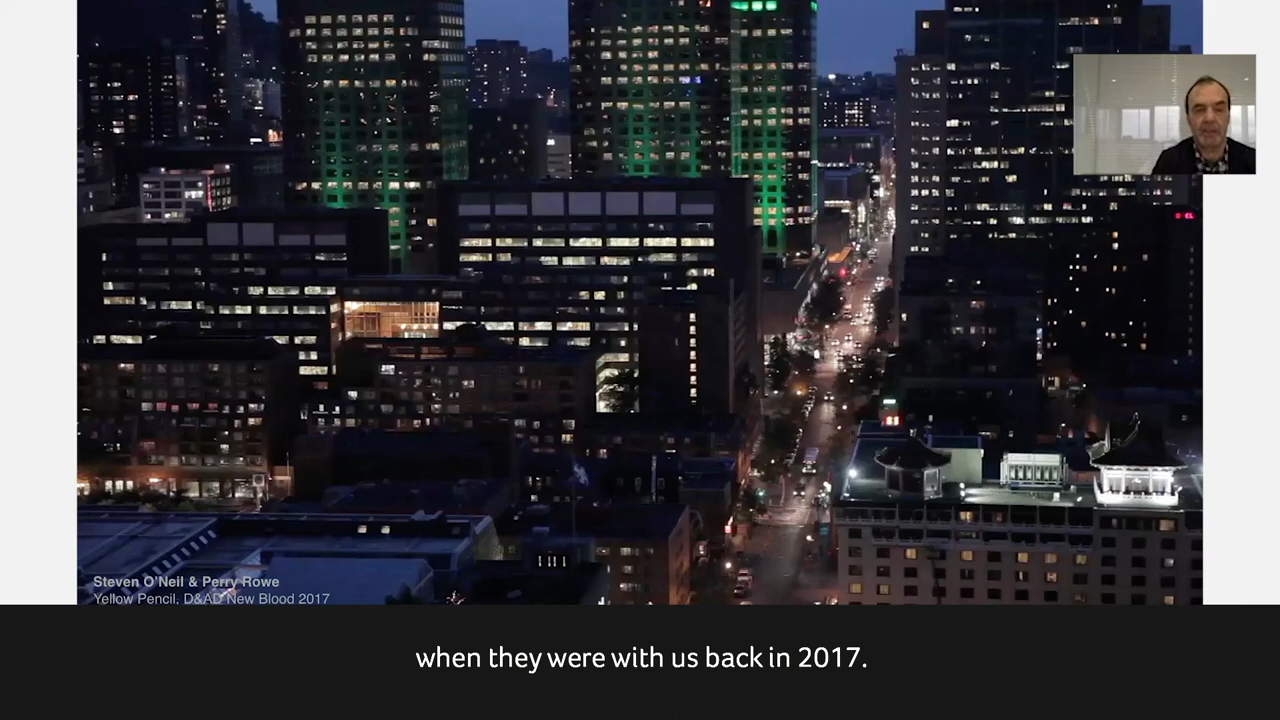 Steven O'Neil & Perry Rowe
Yellow Pencil, D&AD New Blood 2017
when they were with us back in 2017.